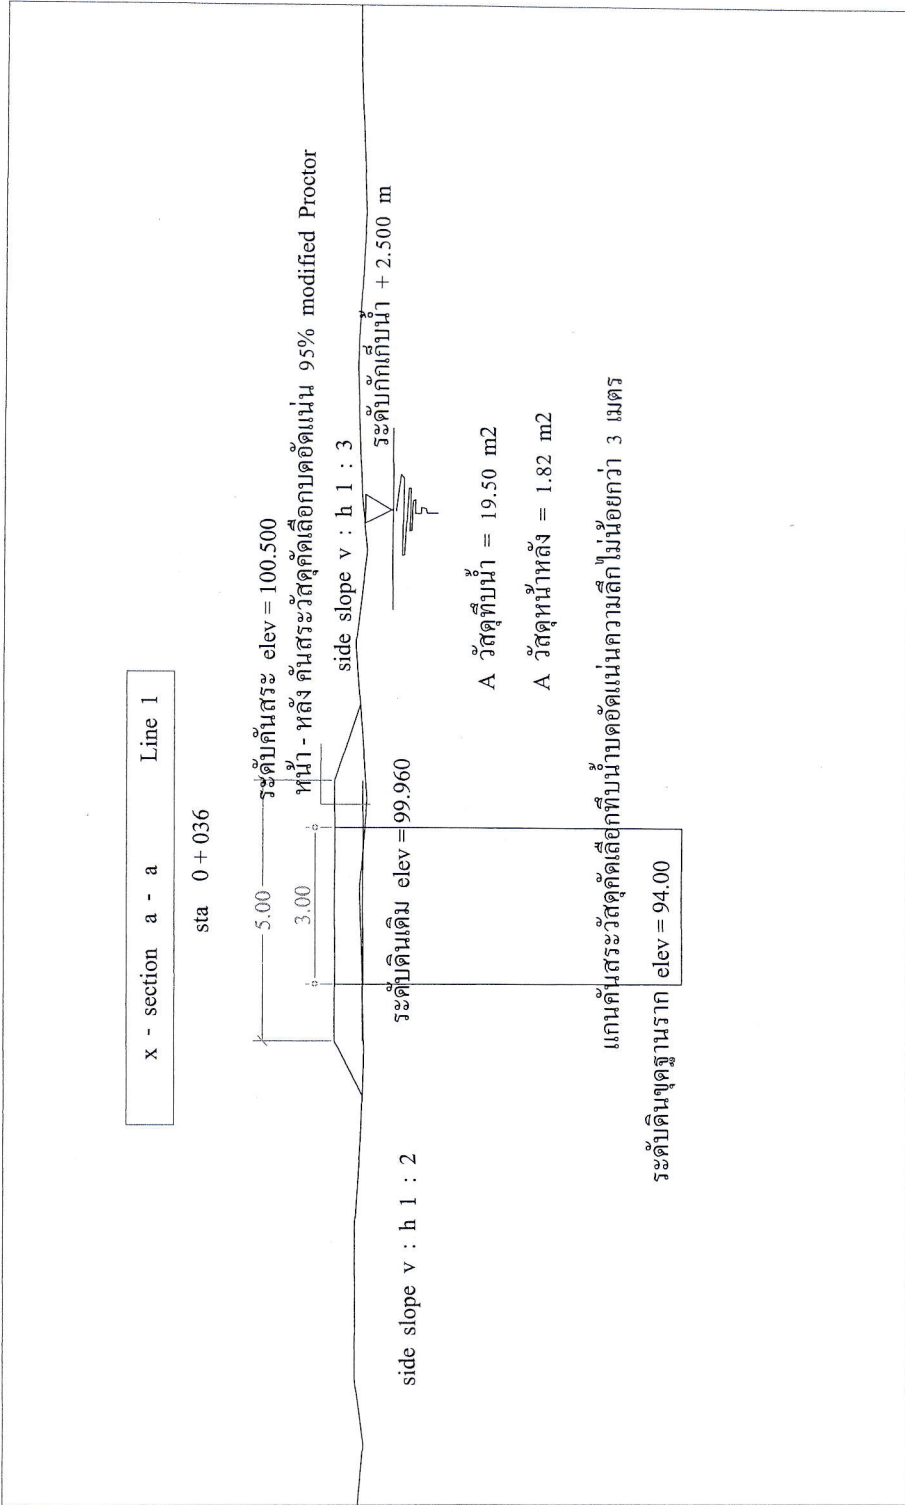 x - section a - a Line 1
sta 0+036
ระดับคันสระ elev = 100.500
5.00
หน้า - หลัง คันสระวัสดุคัดเลือกบดอัดแน่น 95% modified Proctor
3.00
side slope v : h 1 : 3
ระดับกักเก็บน้ำ + 2.500 m
ระดับดินเดิม elev = 99.960
side slope v : h 1 : 2
A วัสดุทึบน้ำ = 19.50 m2
A วัสดุหน้าหลัง = 1.82 m2
แกนคันสระวัสดุคัดเลือกทึบน้ำบดอัดแน่นความลึกไม่น้อยกว่า 3 เมตร
ระดับดินขุดฐานราก elev = 94.00